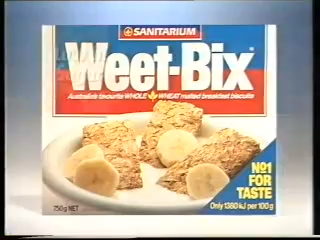 SANITARIUM
Weet-Bix
Australia's favourite WHOLE WHEAT malted breakfast biscuits
No1
FOR
TASTE
750g NET
Only 1380 kJ per 100g